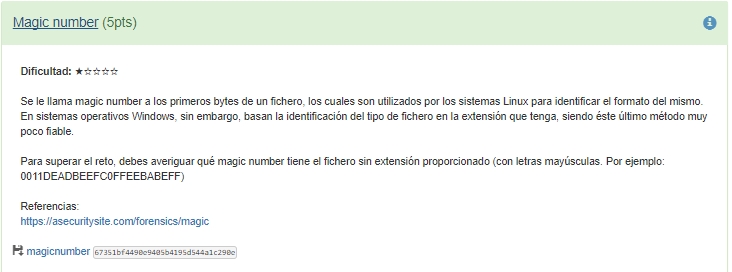 Magic number (5pts)
Dificultad: ★☆☆☆☆
Se le llama magic number a los primeros bytes de un fichero, los cuales son utilizados por los sistemas Linux para identificar el formato del mismo.
En sistemas operativos Windows, sin embargo, basan la identificación del tipo de fichero en la extensión que tenga, siendo éste último método muy
poco fiable.
Para superar el reto, debes averiguar qué magic number tiene el fichero sin extensión proporcionado (con letras mayúsculas. Por ejemplo:
0011DEADBEEFC0FFEEBABEFF)
Referencias:
https://asecuritysite.com/forensics/magic
magicnumber 67351bf4490e9405b4195d544a1c290e